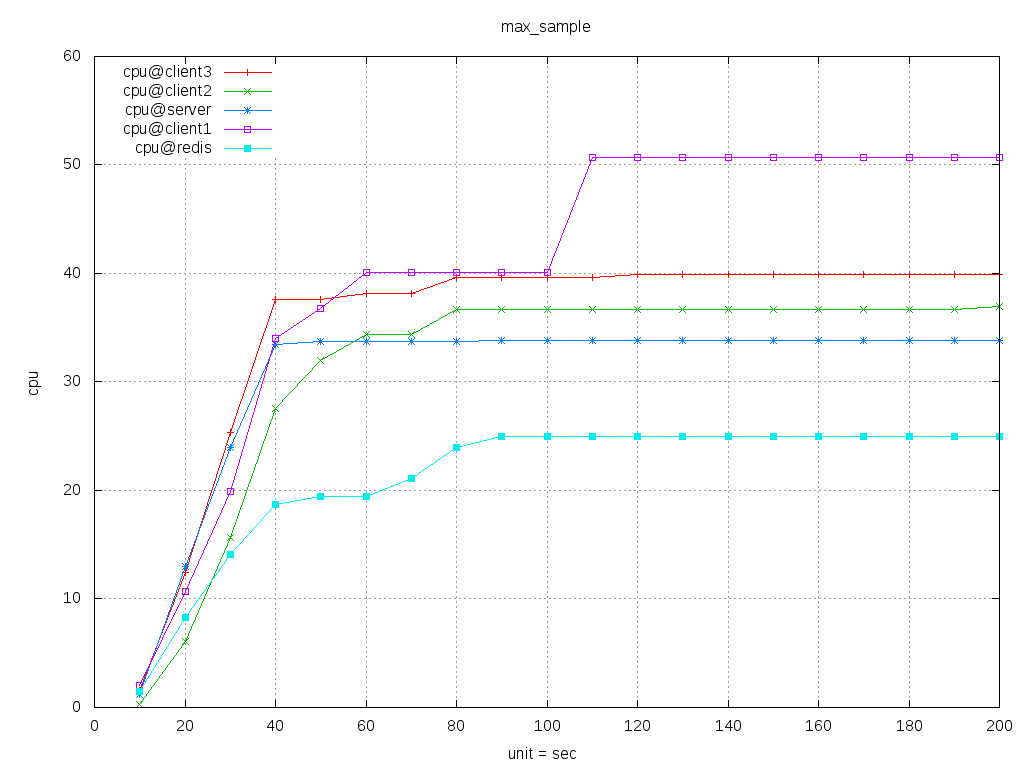 max_sample
60
50
40
30
20
10
0
cpu
cpu@client3
cpu@client2
cpu@server
cpu@client1
cpu@redis
0 20 40 60 80 100 120 140 160 180 200
unit = sec